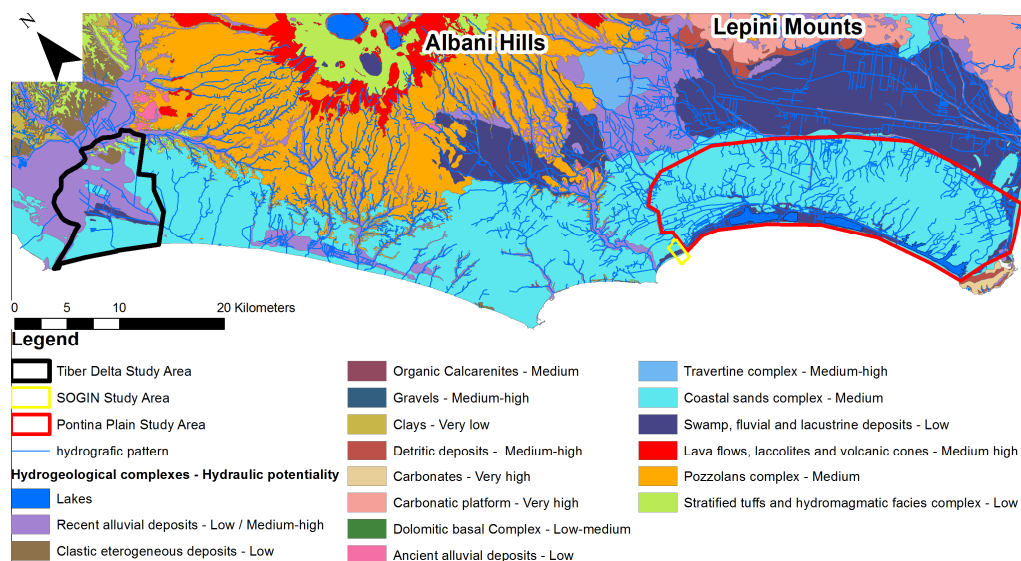 N
Albani Hills
Lepini Mounts
0 5 10 20 Kilometers
Legend
Tiber Delta Study Area
SOGIN Study Area
Pontina Plain Study Area
hydrografic pattern
Hydrogeological complexes - Hydraulic potentiality
Lakes
Recent alluvial deposits - Low / Medium-high
Clastic eterogeneous deposits - Low
Organic Calcarenites - Medium
Gravels - Medium-high
Clays - Very low
Detritic deposits - Medium-high
Carbonates - Very high
Carbonatic platform - Very high
Dolomitic basal Complex - Low-medium
Ancient alluvial deposits - Low
Travertine complex - Medium-high
Coastal sands complex - Medium
Swamp, fluvial and lacustrine deposits - Low
Lava flows, laccolites and volcanic cones - Medium high
Pozzolans complex - Medium
Stratified tuffs and hydromagmatic facies complex - Low